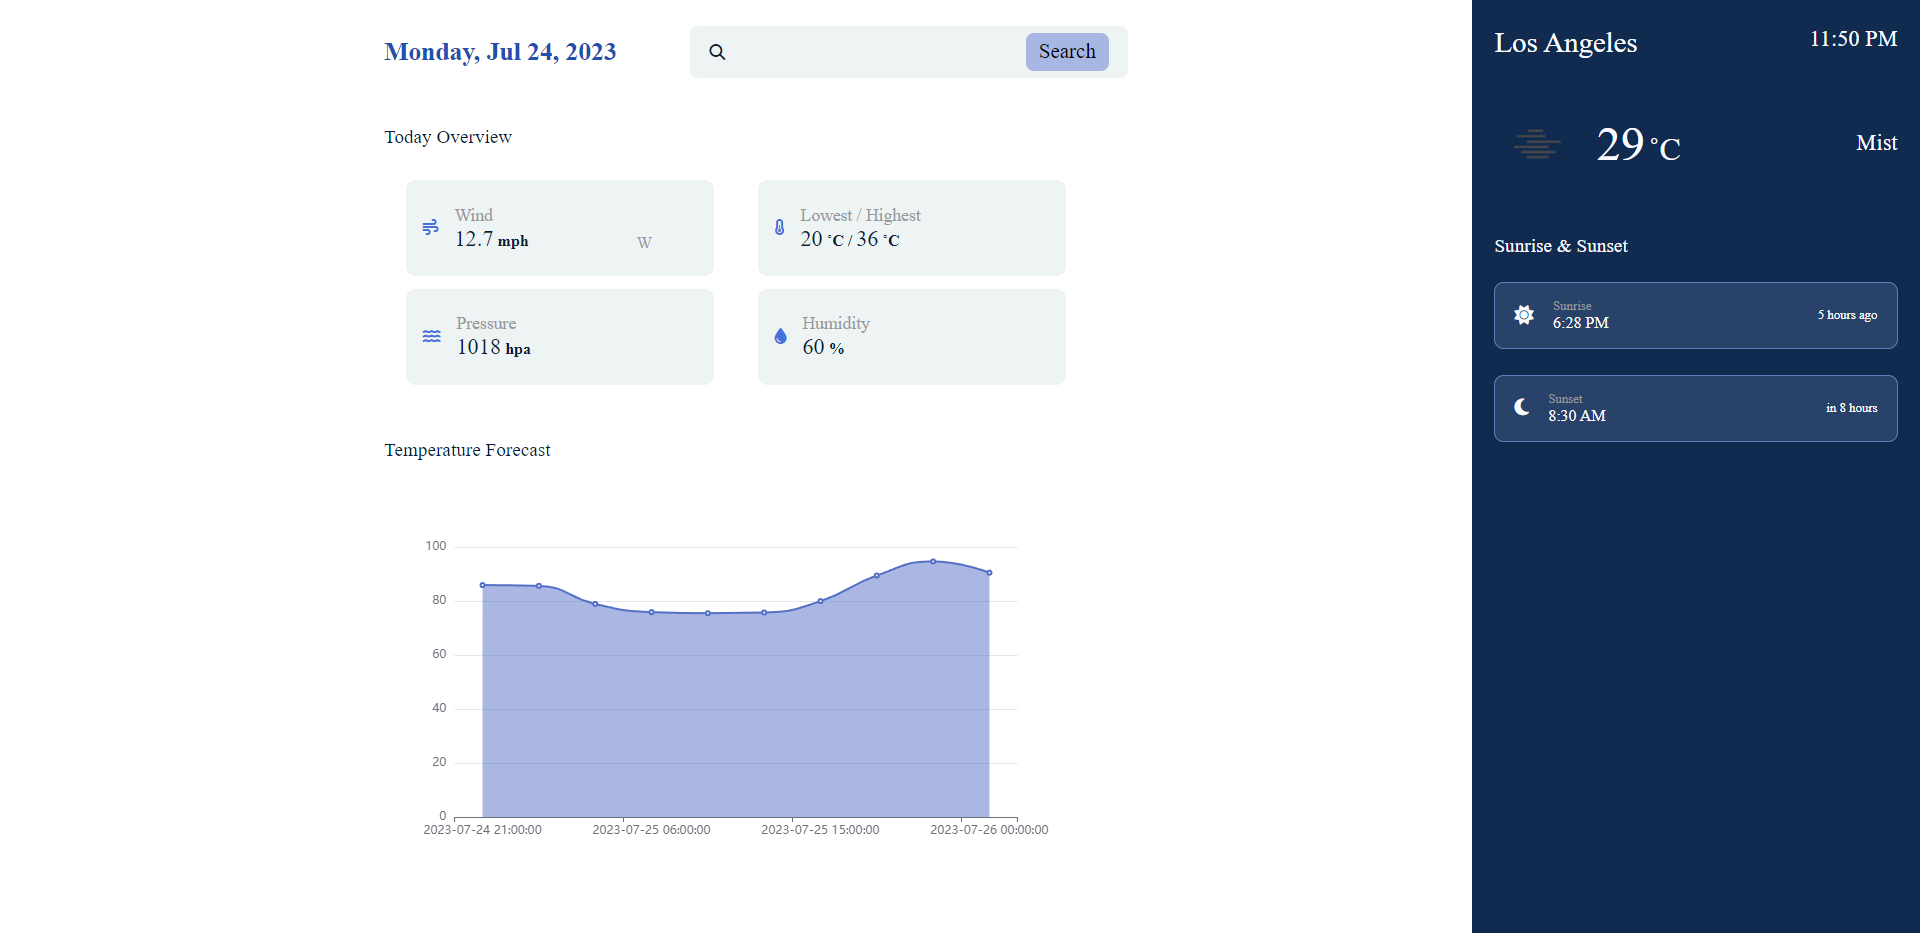 Monday, Jul 24, 2023
Search
Today Overview
Wind
12.7 mph
W
Lowest / Highest
20 °C / 36 °C
Pressure
1018 hpa
Humidity
60 %
Temperature Forecast
100
80
60
40
20
0
2023-07-24 21:00:00
2023-07-25 06:00:00
2023-07-25 15:00:00
2023-07-26 00:00:00
Los Angeles
11:50 PM
29 °C
Mist
Sunrise & Sunset
Sunrise
6:28 PM
5 hours ago
Sunset
8:30 AM
in 8 hours